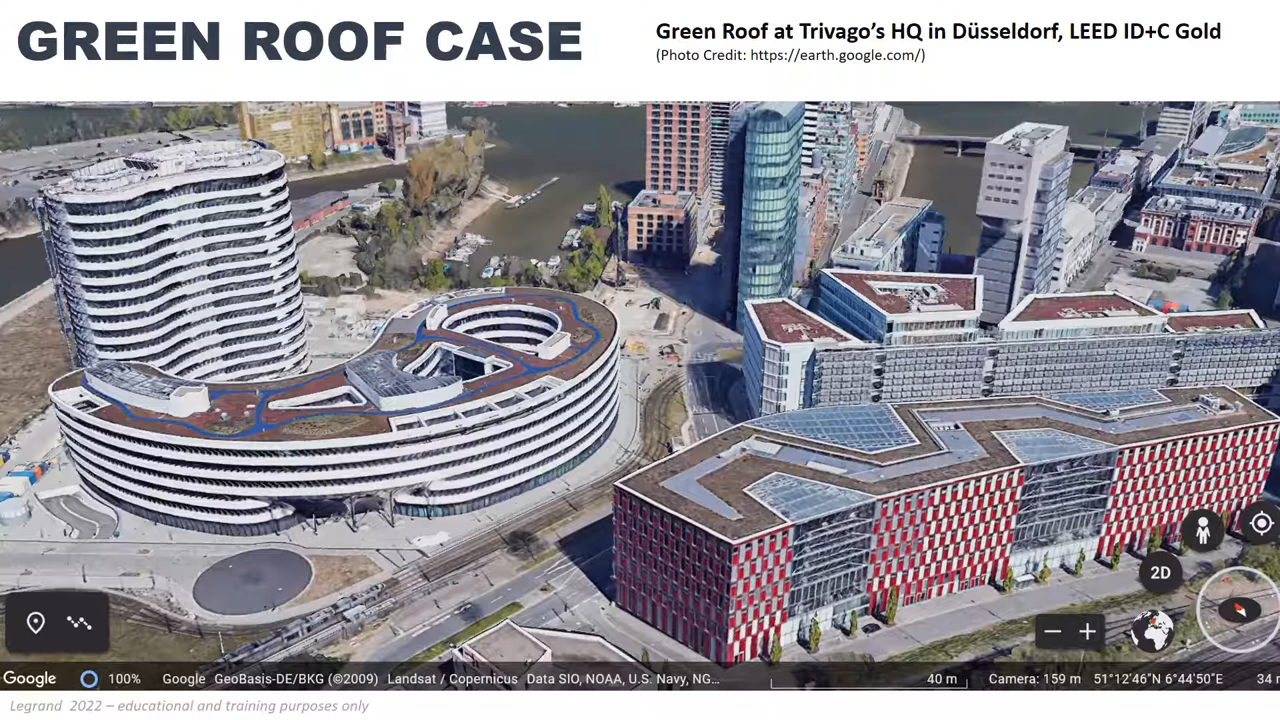 GREEN ROOF CASE
Green Roof at Trivago’s HQ in Düsseldorf, LEED ID+C Gold
(Photo Credit: https://earth.google.com/)
2D
Google 100% Google GeoBasis-DE/BKG (©2009) Landsat / Copernicus Data SIO, NOAA, U.S. Navy, NG... 40 m Camera: 159 m 51°12'46"N 6°44'50"E 34 m
Legrand 2022 – educational and training purposes only